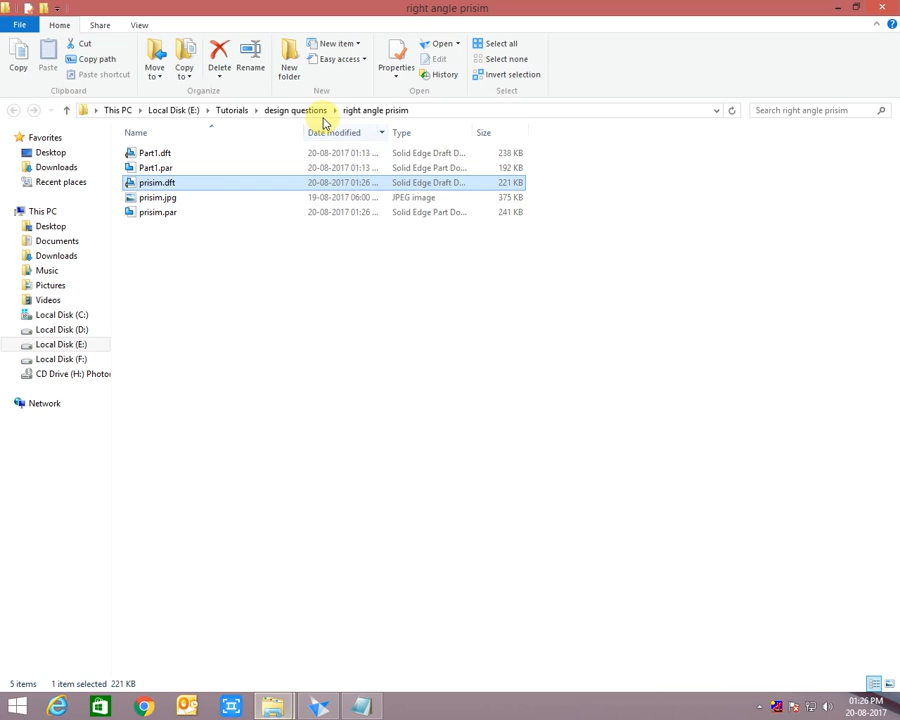 right angle prisim
File Home Share View
Copy
Paste
Cut
Copy path
Paste shortcut
Move to
Copy to
Delete
Rename
New folder
New item
Easy access
Properties
Open
Edit
History
Select all
Select none
Invert selection
Clipboard Organize New Open Select
This PC Local Disk (E:) Tutorials design questions right angle prisim
Search right angle prisim
Name Date modified Type Size
Part1.dft 20-08-2017 01:13 ... Solid Edge Draft D... 238 KB
Part1.par 20-08-2017 01:13 ... Solid Edge Part Do... 192 KB
prisim.dft 20-08-2017 01:26 ... Solid Edge Draft D... 221 KB
prisim.jpg 19-08-2017 06:00 ... JPEG image 375 KB
prisim.par 20-08-2017 01:26 ... Solid Edge Part Do... 241 KB
Favorites
Desktop
Downloads
Recent places
This PC
Desktop
Documents
Downloads
Music
Pictures
Videos
Local Disk (C:)
Local Disk (D:)
Local Disk (E:)
Local Disk (F:)
CD Drive (H:) Photo
Network
5 items 1 item selected 221 KB
01:26 PM
20-08-2017